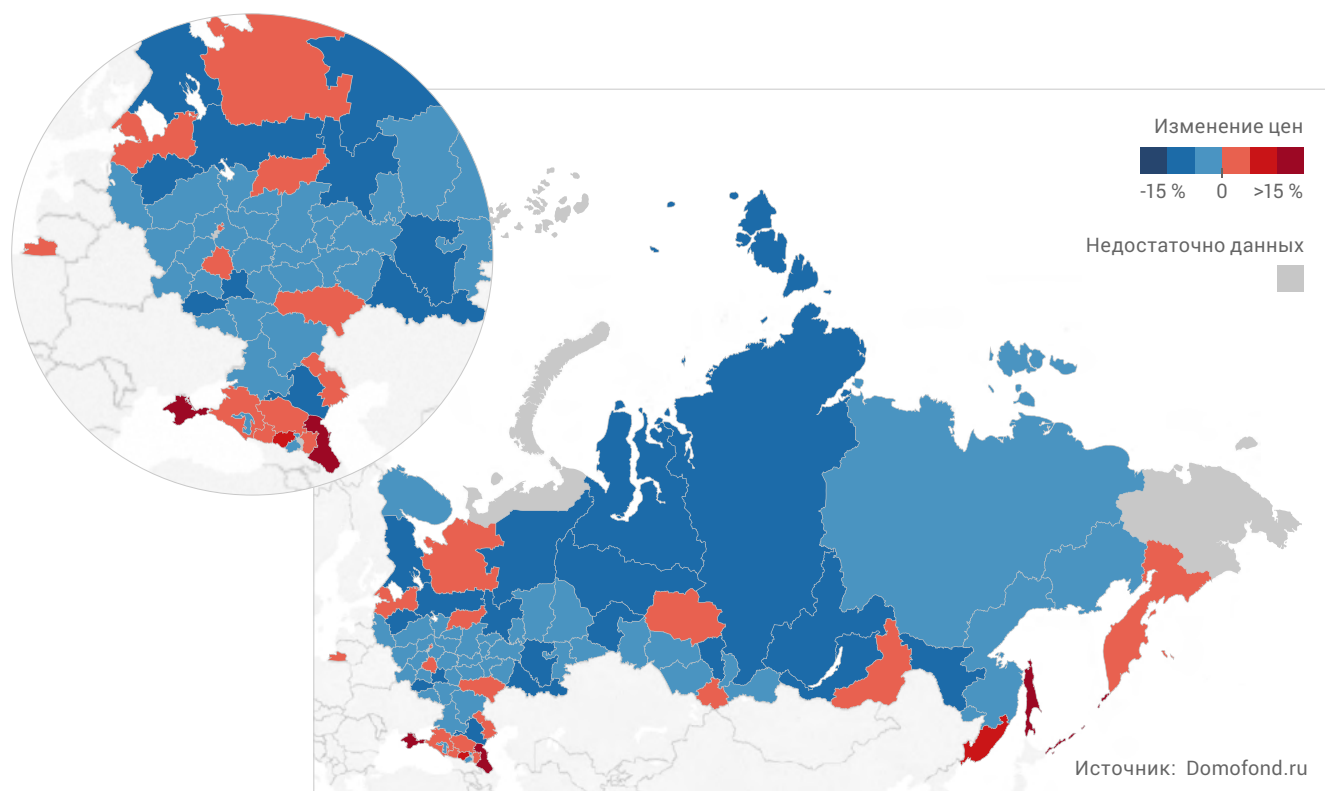 Изменение цен
-15 % 0 >15 %
Недостаточно данных
Источник: Domofond.ru